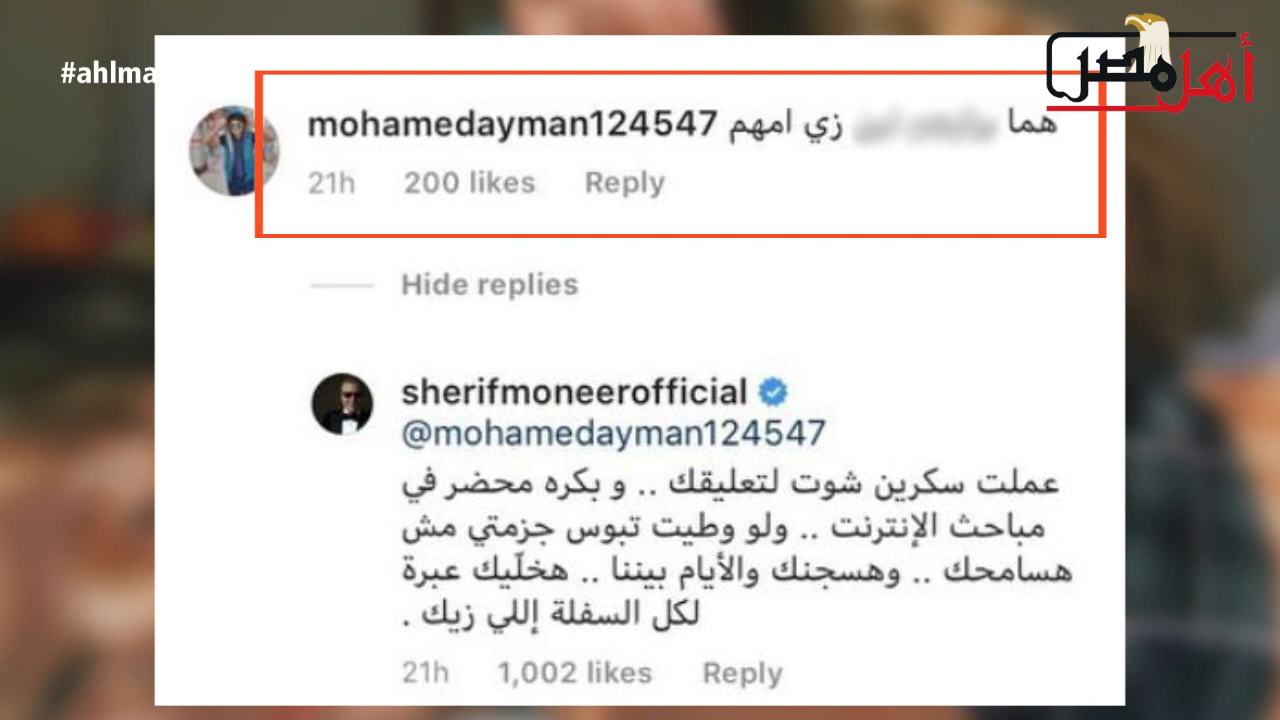 #ahlma
أهل مصر
mohamedayman124547 هما زي امهم
21h 200 likes Reply
Hide replies
sherifmoneerofficial
@mohamedayman124547
عملت سكرين شوت لتعليقك .. و بكره محضر في
مباحث الإنترنت .. ولو وطيت تبوس جزمتي مش
هسامحك .. وهسجنك والأيام بيننا .. هخلّيك عبرة
لكل السفلة إللي زيك .
21h 1,002 likes Reply